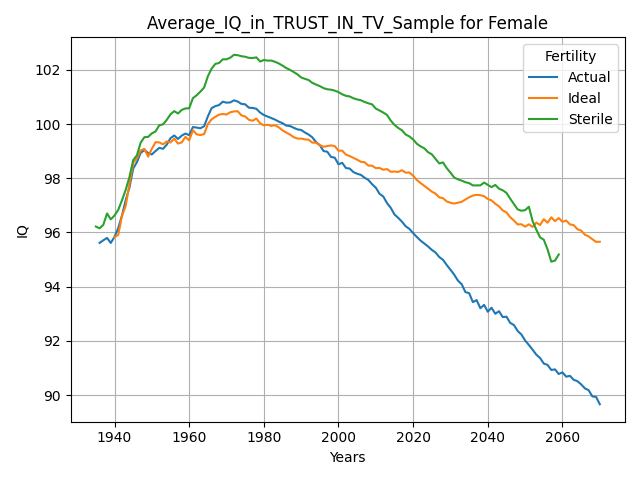 Average_IQ_in_TRUST_IN_TV_Sample for Female
Fertility
Actual
Ideal
Sterile
IQ
102
100
98
96
94
92
90
1940 1960 1980 2000 2020 2040 2060
Years